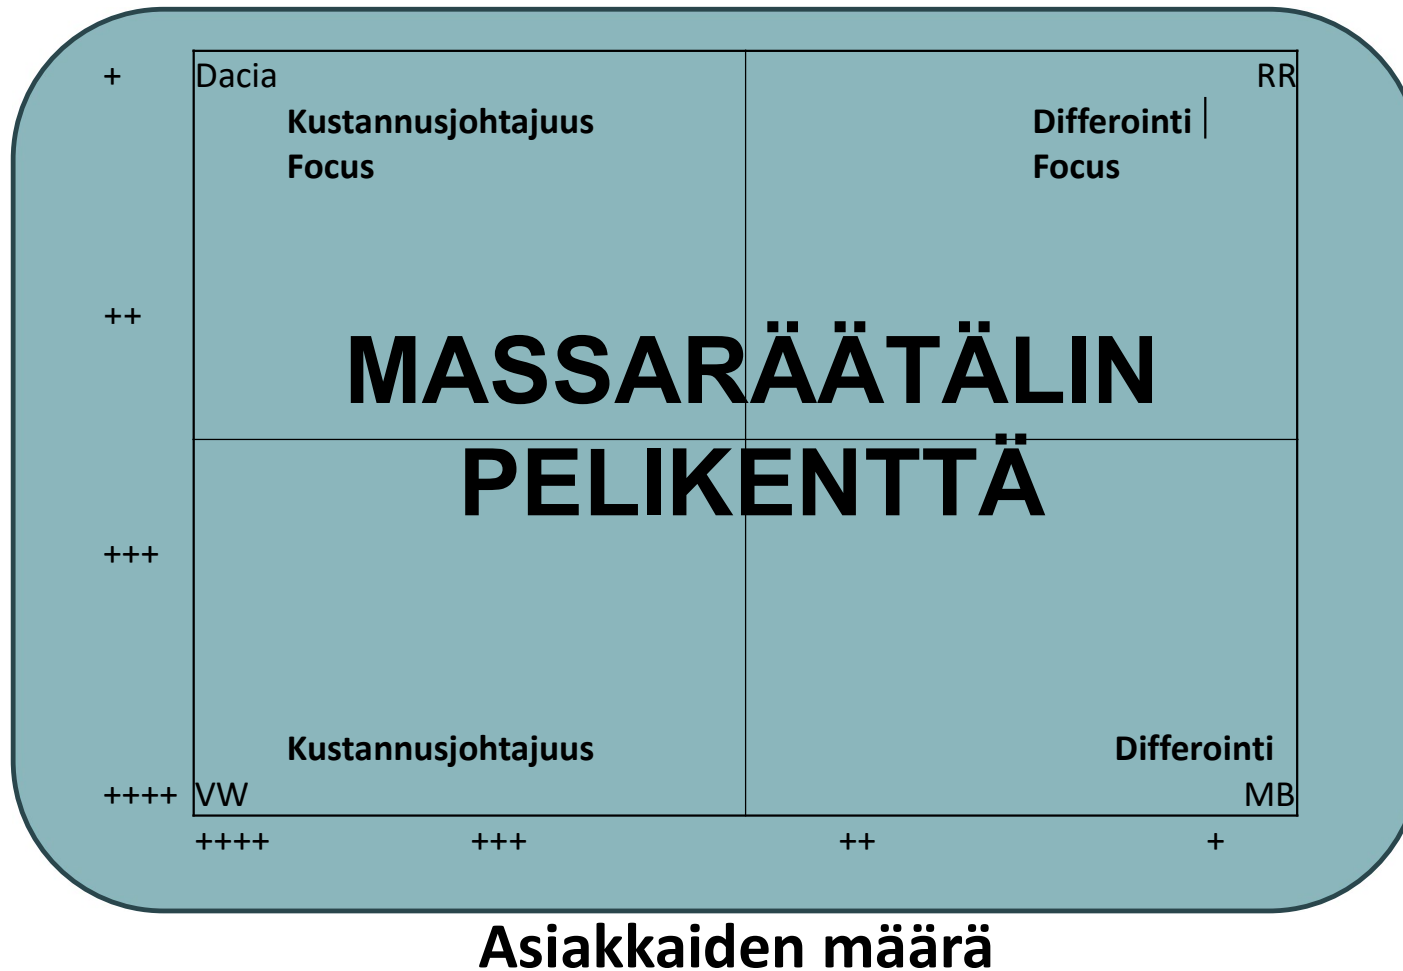 + Dacia RR
Kustannusjohtajuus Differointi
Focus Focus
++
MASSARÄÄTÄLIN
PELIKENTTÄ
+++
Kustannusjohtajuus Differointi
++++ VW MB
++++ +++ ++ +
Asiakkaiden määrä